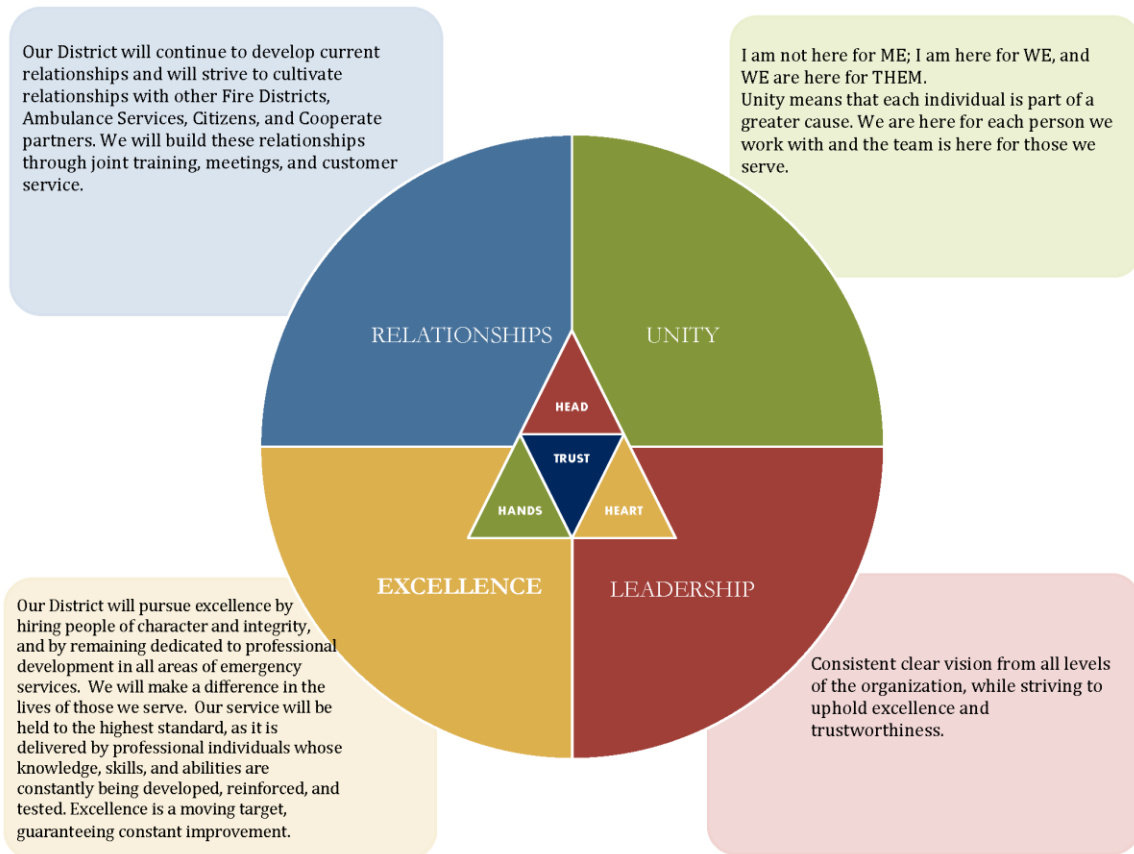 Our District will continue to develop current
relationships and will strive to cultivate
relationships with other Fire Districts,
Ambulance Services, Citizens, and Cooperate
partners. We will build these relationships
through joint training, meetings, and customer
service.
I am not here for ME; I am here for WE, and
WE are here for THEM.
Unity means that each individual is part of a
greater cause. We are here for each person we
work with and the team is here for those we
serve.
RELATIONSHIPS
UNITY
HEAD
TRUST
HANDS
HEART
EXCELLENCE
LEADERSHIP
Our District will pursue excellence by
hiring people of character and integrity,
and by remaining dedicated to professional
development in all areas of emergency
services. We will make a difference in the
lives of those we serve. Our service will be
held to the highest standard, as it is
delivered by professional individuals whose
knowledge, skills, and abilities are
constantly being developed, reinforced, and
tested. Excellence is a moving target,
guaranteeing constant improvement.
Consistent clear vision from all levels
of the organization, while striving to
uphold excellence and
trustworthiness.